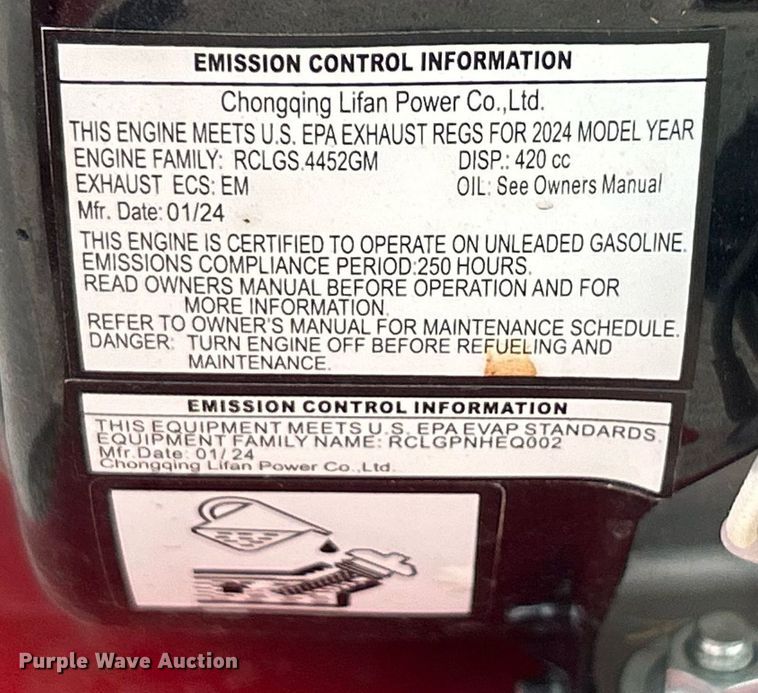 EMISSION CONTROL INFORMATION
Chongqing Lifan Power Co.,Ltd.
THIS ENGINE MEETS U.S. EPA EXHAUST REGS FOR 2024 MODEL YEAR
ENGINE FAMILY: RCLGS.4452GM DISP.: 420 cc
EXHAUST ECS: EM OIL: See Owners Manual
Mfr. Date: 01/24
THIS ENGINE IS CERTIFIED TO OPERATE ON UNLEADED GASOLINE.
EMISSIONS COMPLIANCE PERIOD:250 HOURS.
READ OWNERS MANUAL BEFORE OPERATION AND FOR
MORE INFORMATION.
REFER TO OWNER'S MANUAL FOR MAINTENANCE SCHEDULE.
DANGER: TURN ENGINE OFF BEFORE REFUELING AND
MAINTENANCE.
EMISSION CONTROL INFORMATION
THIS EQUIPMENT MEETS U.S. EPA EVAP STANDARDS.
EQUIPMENT FAMILY NAME: RCLGPNHEQ002
Mfr.Date: 01/ 24
Chongqing Lifan Power Co.,Ltd.
Purple Wave Auction